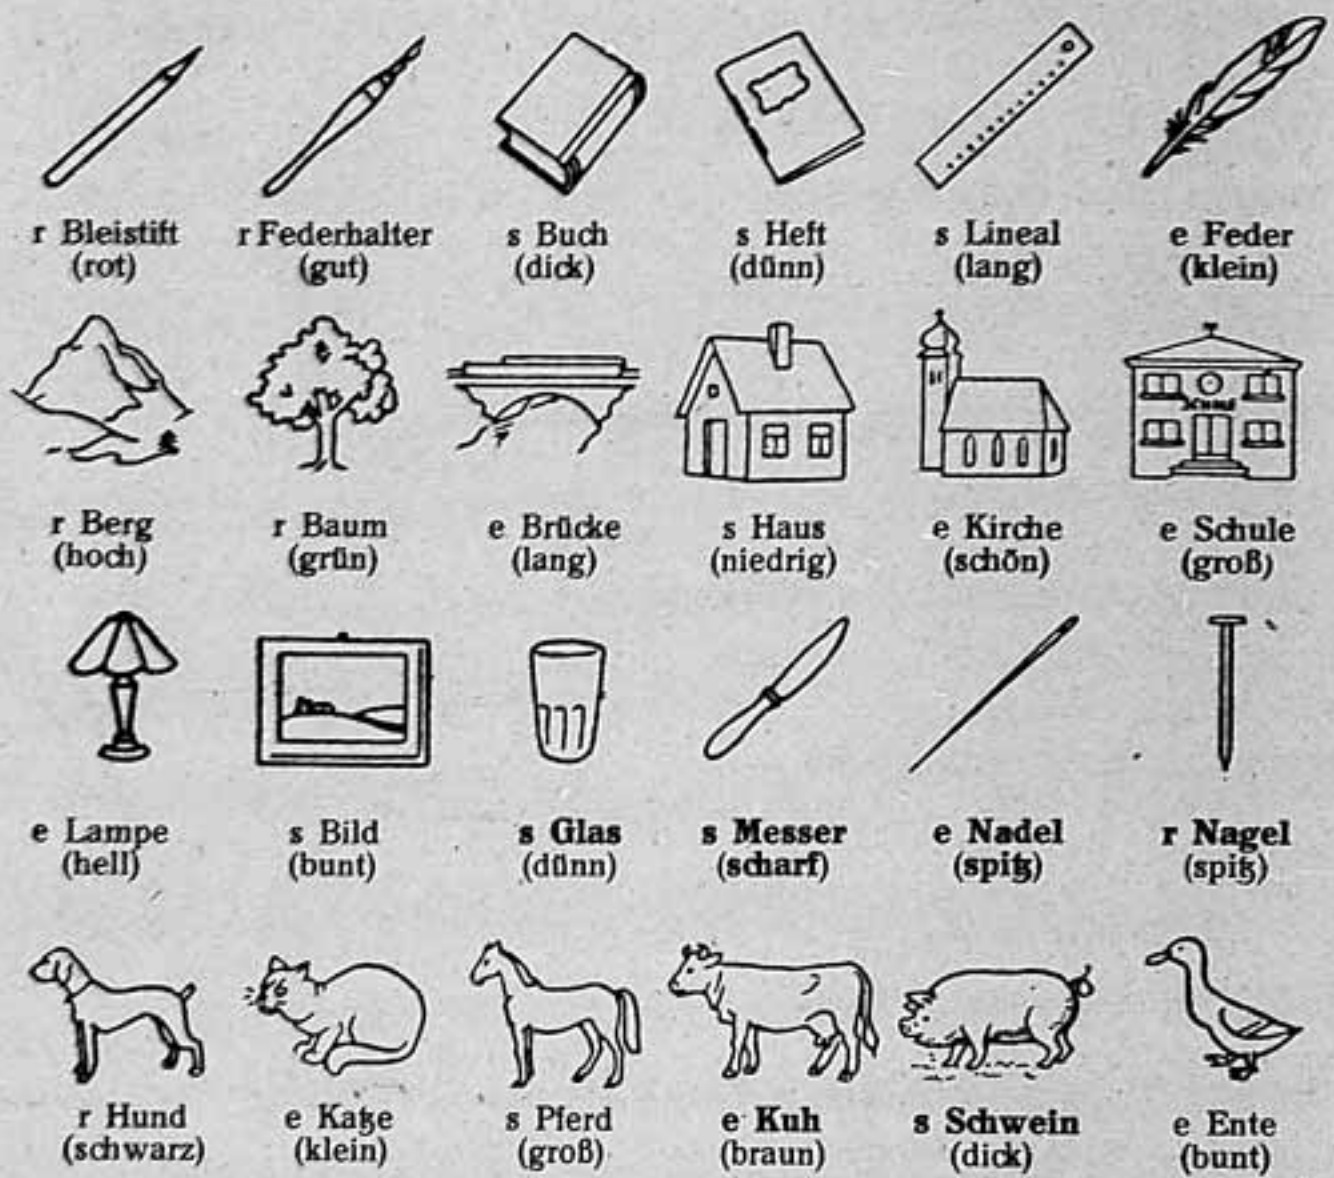 r Bleistift r Federhalter s Buch s Heft s Lineal e Feder
(rot) (gut) (dick) (dünn) (lang) (klein)
SCHULE
r Berg r Baum e Brücke s Haus e Kirche e Schule
(hoch) (grün) (lang) (niedrig) (schön) (groß)
e Lampe s Bild s Glas s Messer e Nadel r Nagel
(hell) (bunt) (dünn) (scharf) (spitz) (spitz)
r Hund e Katze s Pferd e Kuh s Schwein e Ente
(schwarz) (klein) (groß) (braun) (dick) (bunt)